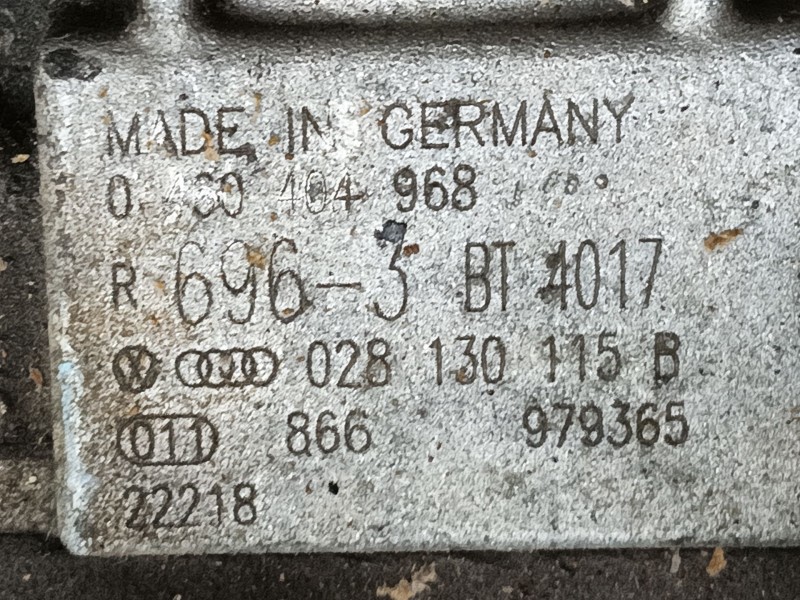 MADE IN GERMANY
0 460 404 968
R 696-3 BT 4017
028 130 115 B
011 866 979365
22218